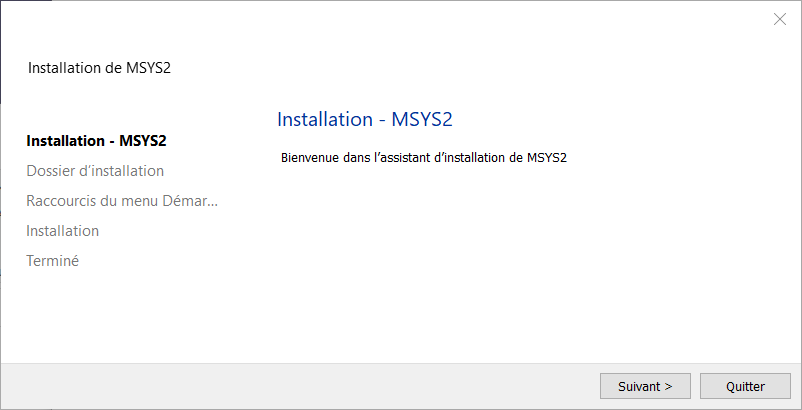 Installation de MSYS2
Installation - MSYS2
Dossier d’installation
Raccourcis du menu Démar...
Installation
Terminé
Installation - MSYS2
Bienvenue dans l’assistant d’installation de MSYS2
Suivant >
Quitter